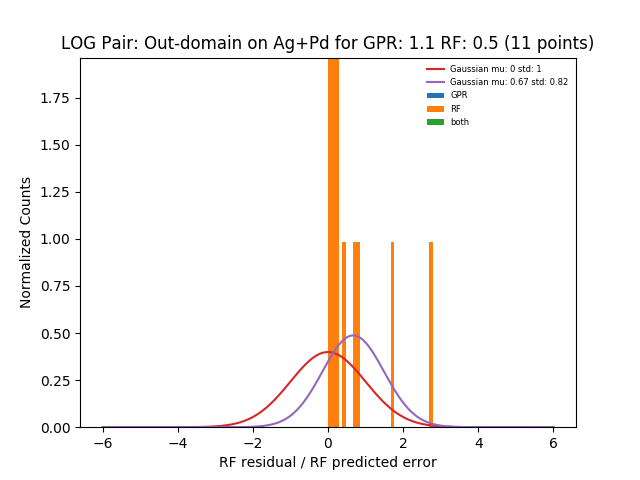 LOG Pair: Out-domain on Ag+Pd for GPR: 1.1 RF: 0.5 (11 points)
Gaussian mu: 0 std: 1
Gaussian mu: 0.67 std: 0.82
GPR
RF
both
Normalized Counts
1.75
1.50
1.25
1.00
0.75
0.50
0.25
0.00
−6 −4 −2 0 2 4 6
RF residual / RF predicted error